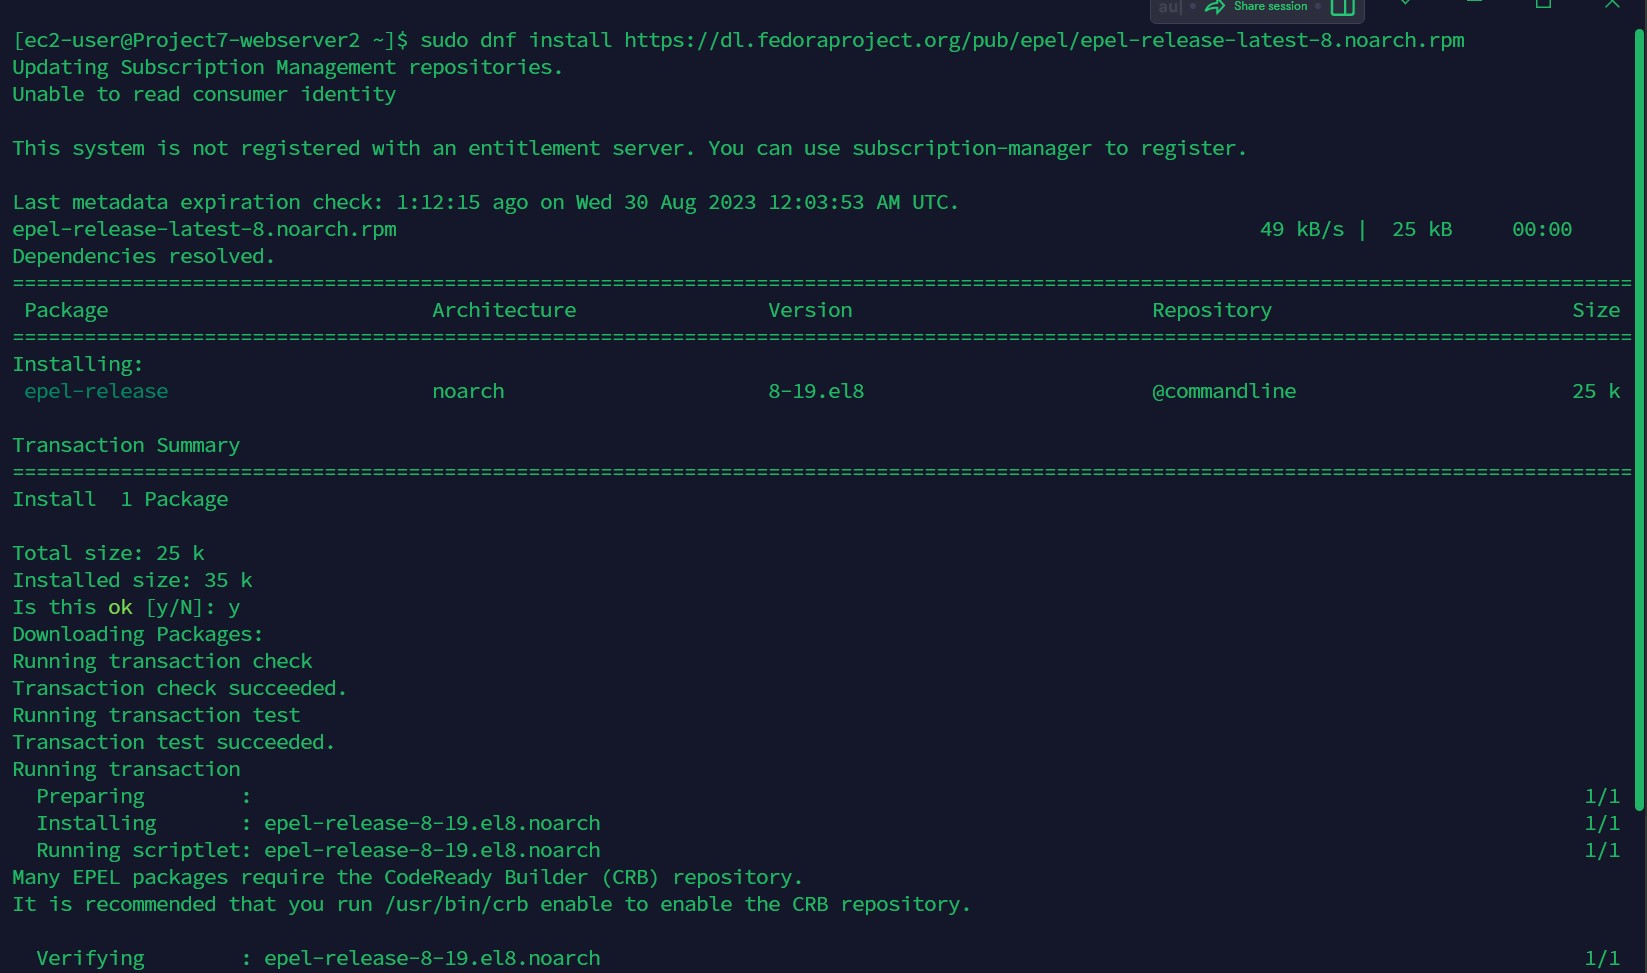 au
Share session
[ec2-user@Project7-webserver2 ~]$ sudo dnf install https://dl.fedoraproject.org/pub/epel/epel-release-latest-8.noarch.rpm
Updating Subscription Management repositories.
Unable to read consumer identity
This system is not registered with an entitlement server. You can use subscription-manager to register.
Last metadata expiration check: 1:12:15 ago on Wed 30 Aug 2023 12:03:53 AM UTC.
epel-release-latest-8.noarch.rpm 49 kB/s | 25 kB 00:00
Dependencies resolved.
=======================================================================================================================================
Package Architecture Version Repository Size
=======================================================================================================================================
Installing:
epel-release noarch 8-19.el8 @commandline 25 k
Transaction Summary
=======================================================================================================================================
Install 1 Package
Total size: 25 k
Installed size: 35 k
Is this ok [y/N]: y
Downloading Packages:
Running transaction check
Transaction check succeeded.
Running transaction test
Transaction test succeeded.
Running transaction
Preparing : 1/1
Installing : epel-release-8-19.el8.noarch 1/1
Running scriptlet: epel-release-8-19.el8.noarch 1/1
Many EPEL packages require the CodeReady Builder (CRB) repository.
It is recommended that you run /usr/bin/crb enable to enable the CRB repository.
Verifying : epel-release-8-19.el8.noarch 1/1